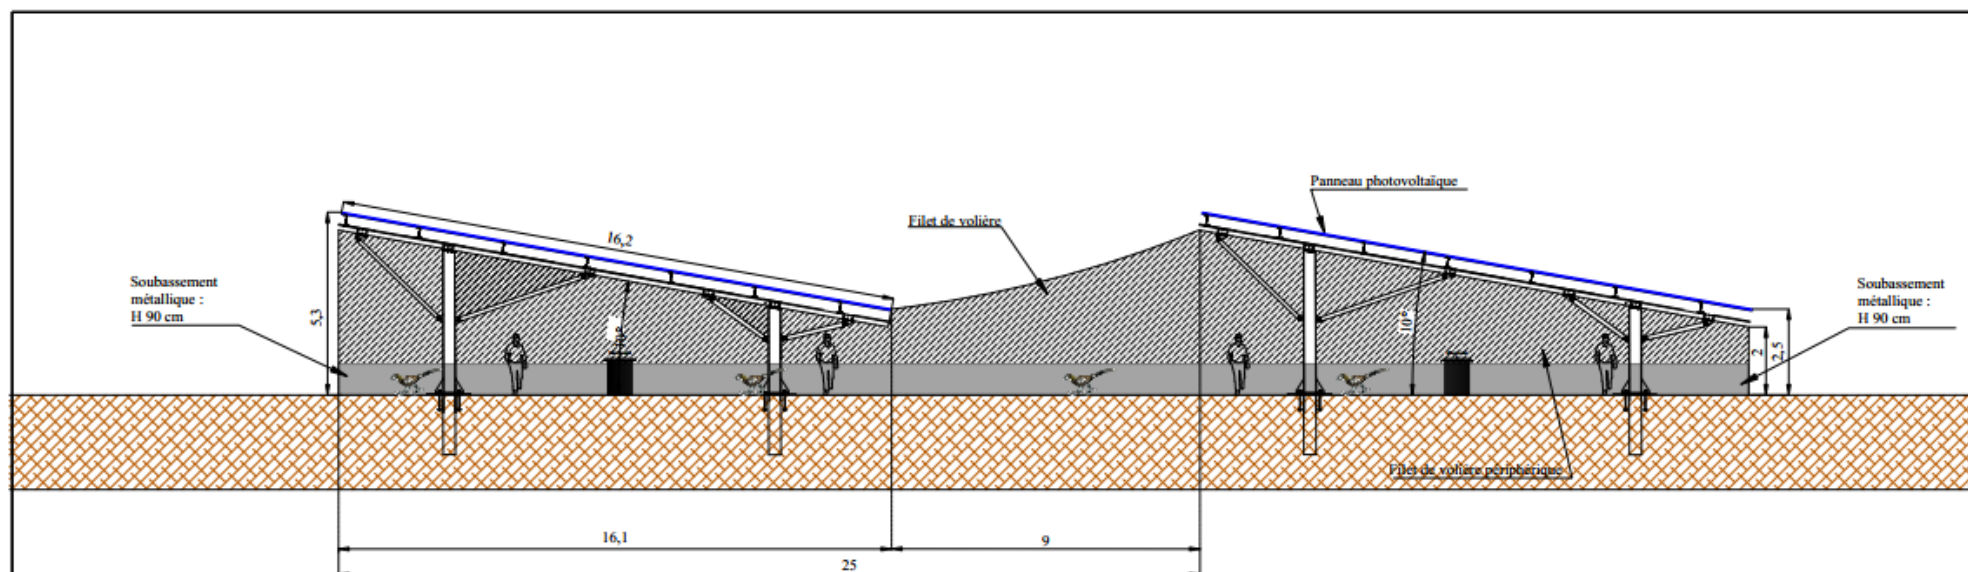 Panneau photovoltaïque
Filet de volière
16,2
Soubassement
métallique :
H 90 cm
Soubassement
métallique :
H 90 cm
5,3
10°
10°
2
2,5
Filet de volière périphérique
16,1
9
25